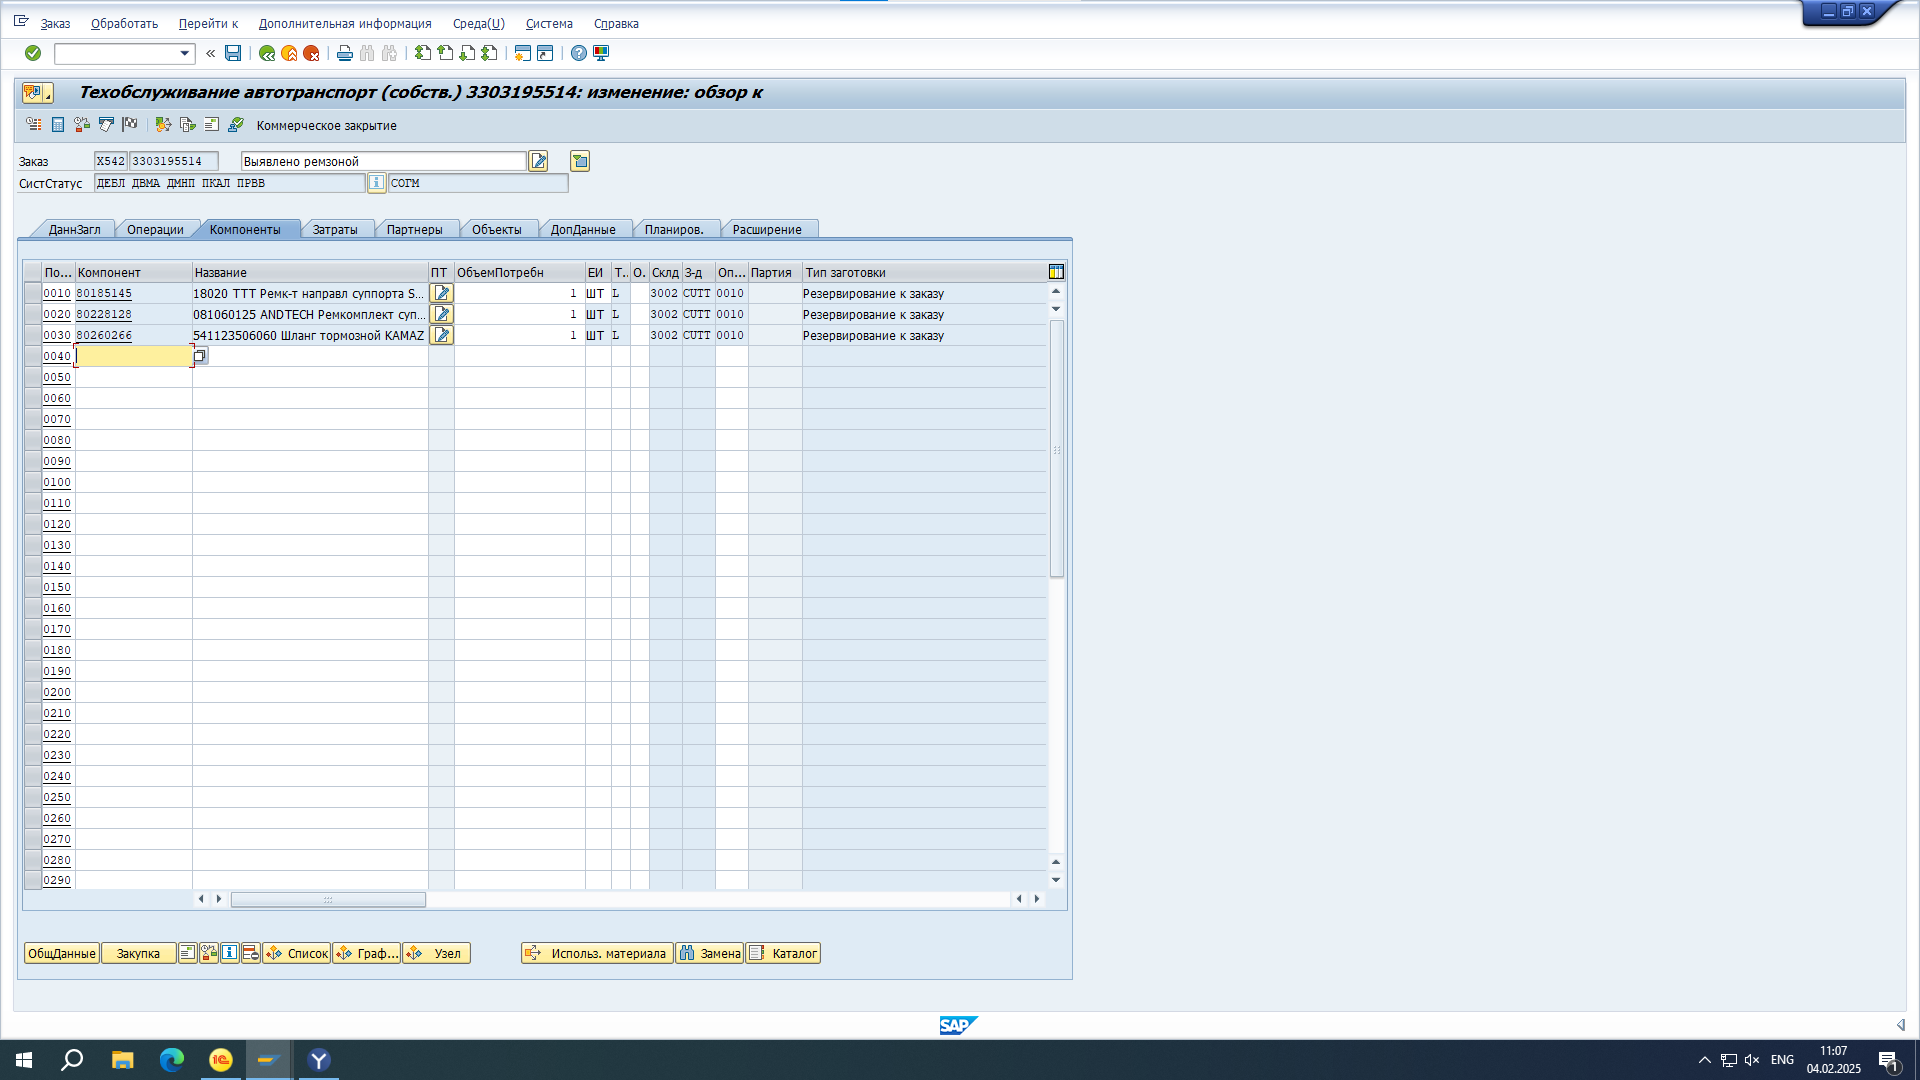 Заказ Обработать Перейти к Дополнительная информация Среда(U) Система Справка
Техобслуживание автотранспорт (собств.) 3303195514: изменение: обзор к
Коммерческое закрытие
Заказ X542 3303195514 Выявлено ремзоной
СистСтатус ДЕБЛ ДВМА ДМНП ПКАЛ ПРВВ СОГМ
ДаннЗагл Операции Компоненты Затраты Партнеры Объекты ДопДанные Планиров. Расширение
По... Компонент Название ПТ ОбъемПотребн ЕИ Т.. О. Склд З-д Оп... Партия Тип заготовки
0010 80185145 18020 ТТТ Ремк-т направл суппорта S... 1 ШТ L 3002 CUTT 0010 Резервирование к заказу
0020 80228128 081060125 ANDTECH Ремкомплект суп... 1 ШТ L 3002 CUTT 0010 Резервирование к заказу
0030 80260266 541123506060 Шланг тормозной KAMAZ 1 ШТ L 3002 CUTT 0010 Резервирование к заказу
0040
0050
0060
0070
0080
0090
0100
0110
0120
0130
0140
0150
0160
0170
0180
0190
0200
0210
0220
0230
0240
0250
0260
0270
0280
0290
ОбщДанные Закупка Список Граф... Узел Использ. материала Замена Каталог
SAP
ENG 11:07
04.02.2025 1